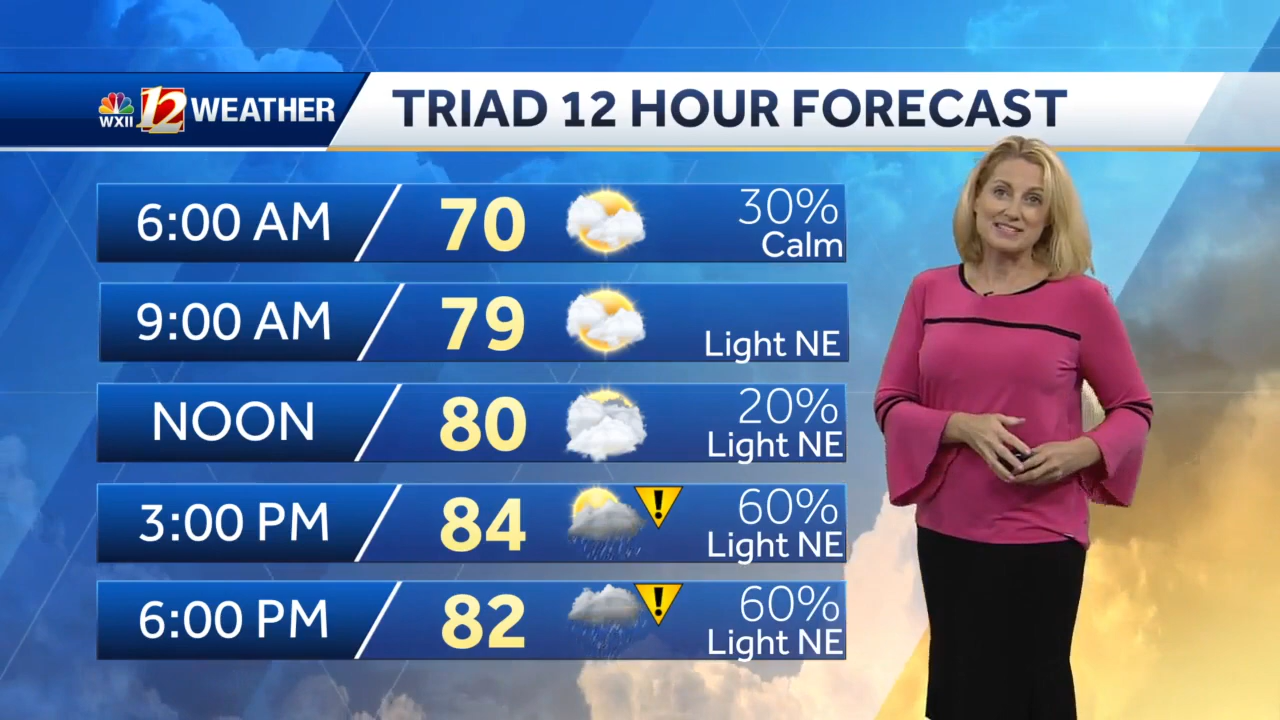 WXII 12 WEATHER
TRIAD 12 HOUR FORECAST
6:00 AM 70 30%
Calm
9:00 AM 79
Light NE
NOON 80 20%
Light NE
3:00 PM 84 ! 60%
Light NE
6:00 PM 82 ! 60%
Light NE